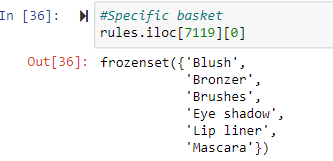 In [36]: #Specific basket
rules.iloc[7119][0]
Out[36]: frozenset({'Blush',
'Bronzer',
'Brushes',
'Eye shadow',
'Lip liner',
'Mascara'})